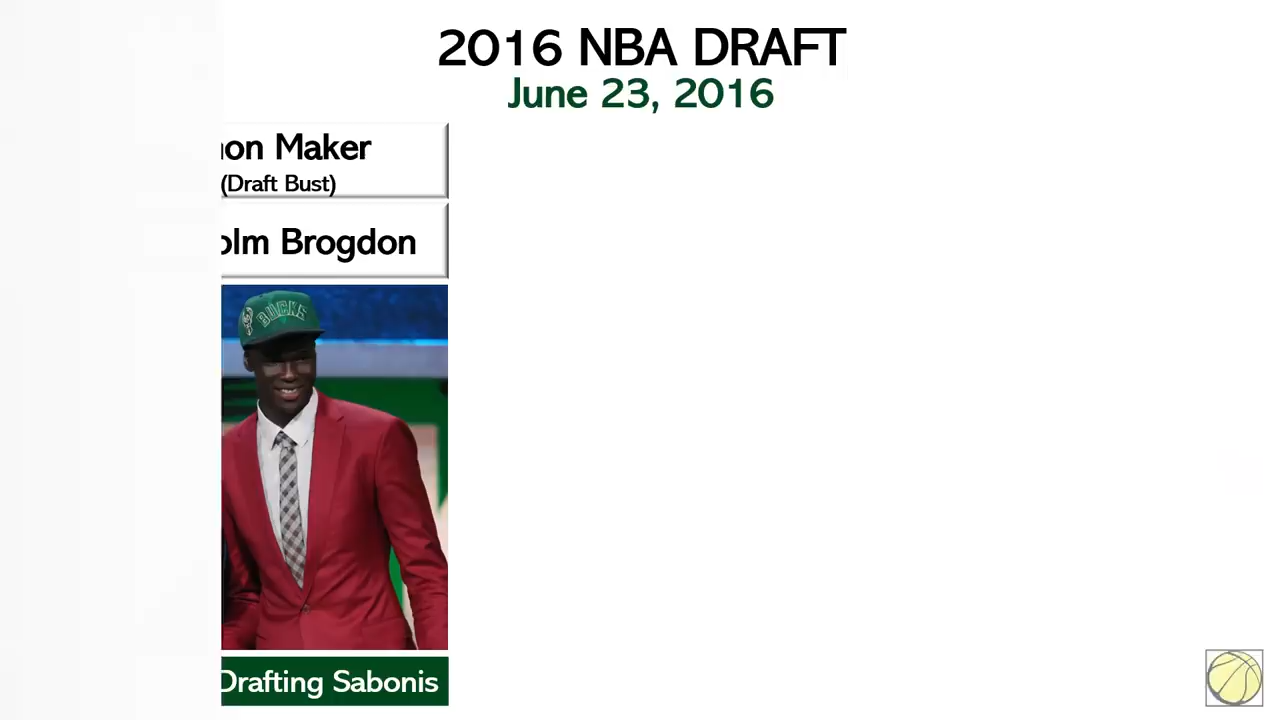 2016 NBA DRAFT
June 23, 2016
on Maker
(Draft Bust)
olm Brogdon
BUCKS
Drafting Sabonis